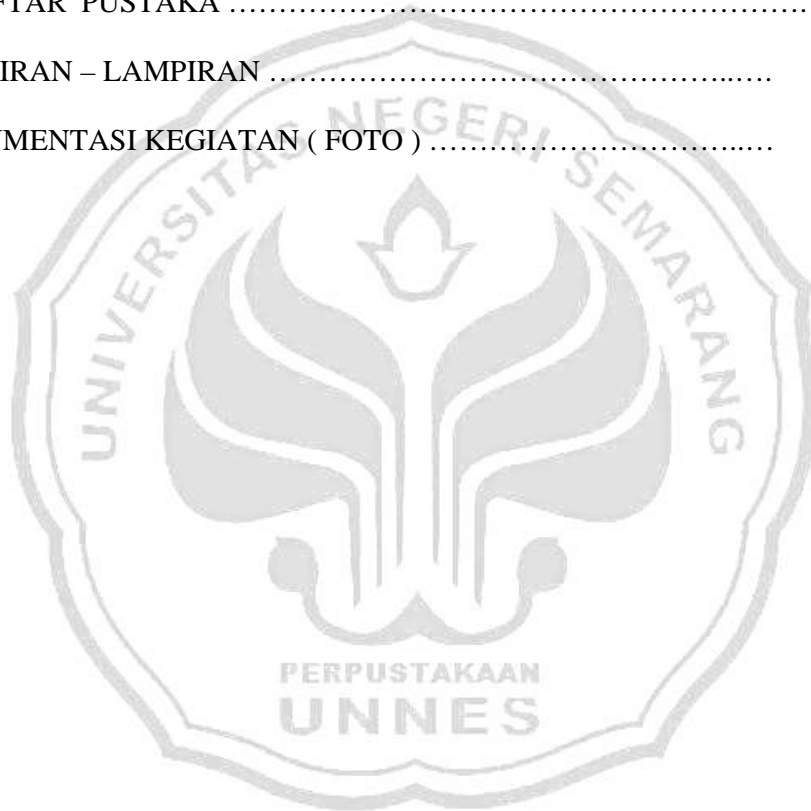 FTAR PUSTAKA ……………………………………………………
IRAN – LAMPIRAN ………………………………………..….
MENTASI KEGIATAN ( FOTO ) …………………………..…
UNIVERSITAS NEGERI SEMARANG
PERPUSTAKAAN
UNNES